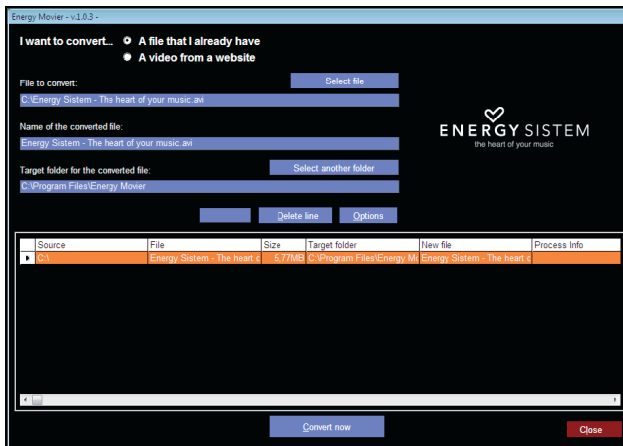 Energy Movier - v.1.0.3 -
I want to convert... A file that I already have
A video from a website
File to convert: Select file
C:\Energy Sistem - The heart of your music.avi
Name of the converted file:
Energy Sistem - The heart of your music.avi
ENERGY SISTEM
the heart of your music
Target folder for the converted file: Select another folder
C:\Program Files\Energy Movier
Delete line Options
Source File Size Target folder New file Process Info
C:\ Energy Sistem - The heart c 5,77MB C:\Program Files\Energy Mc Energy Sistem - The heart c
Convert now
Close